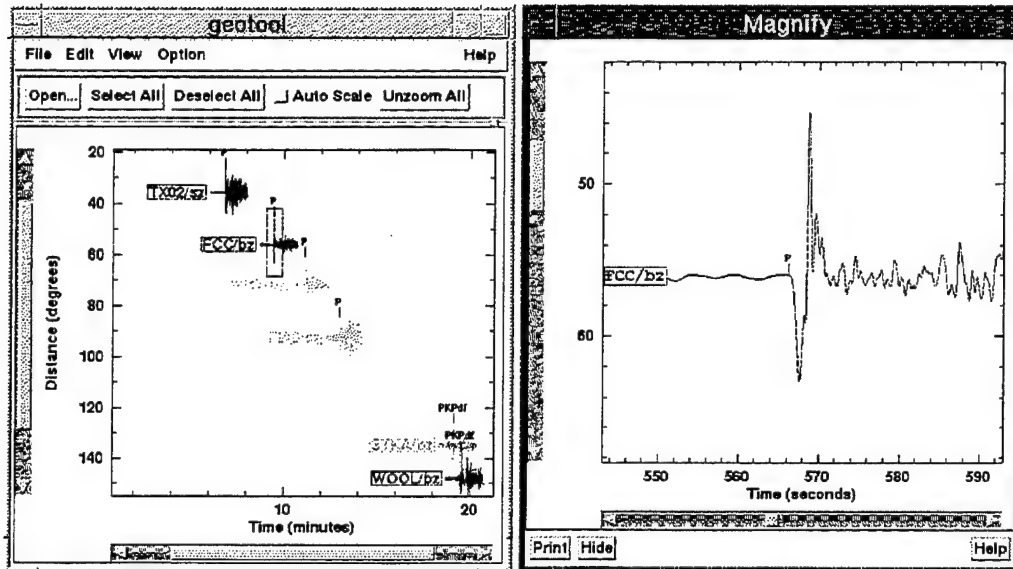 geotool
File Edit View Option Help
Open... Select All Deselect All Auto Scale Unzoom All
20
40
60
80
100
120
140
Distance (degrees)
P
TX02/sz
P
FCC/bz
P
P
PKPdf
PKPdf
WOOL/bz
10
20
Time (minutes)
Magnify
50
60
P
FCC/bz
550 560 570 580 590
Time (seconds)
Print Hide Help